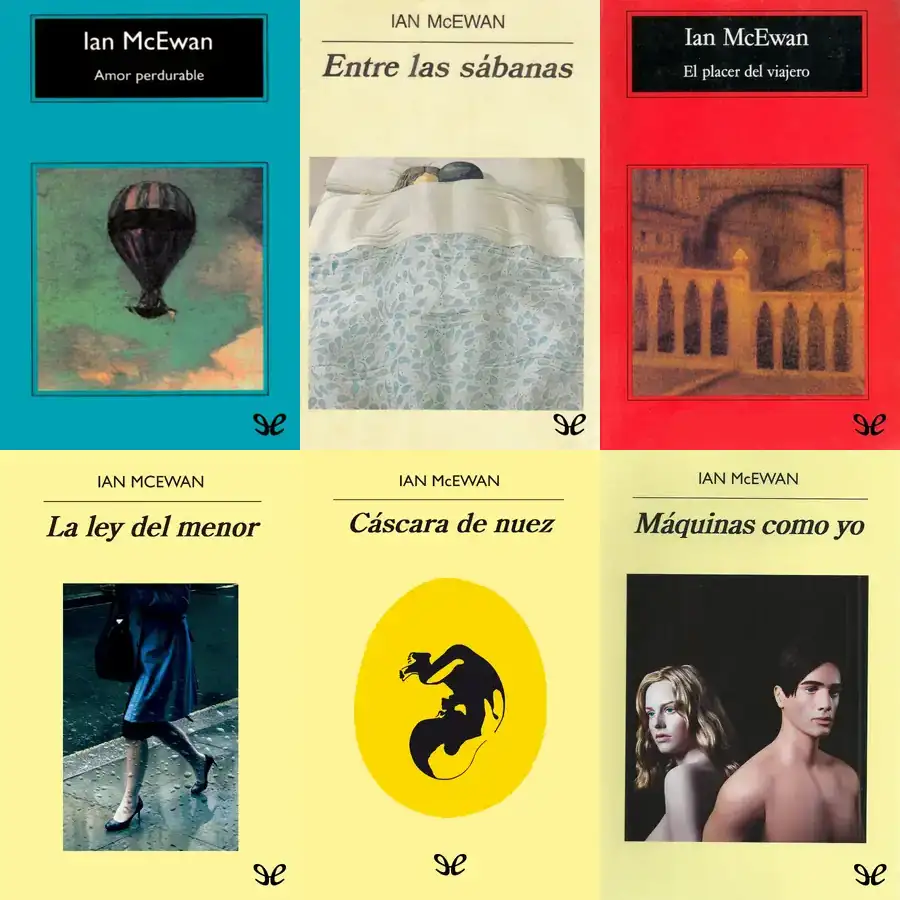 Ian McEwan
Amor perdurable
IAN McEWAN
Entre las sábanas
Ian McEwan
El placer del viajero
IAN MCEWAN
La ley del menor
IAN McEWAN
Cáscara de nuez
IAN McEWAN
Máquinas como yo